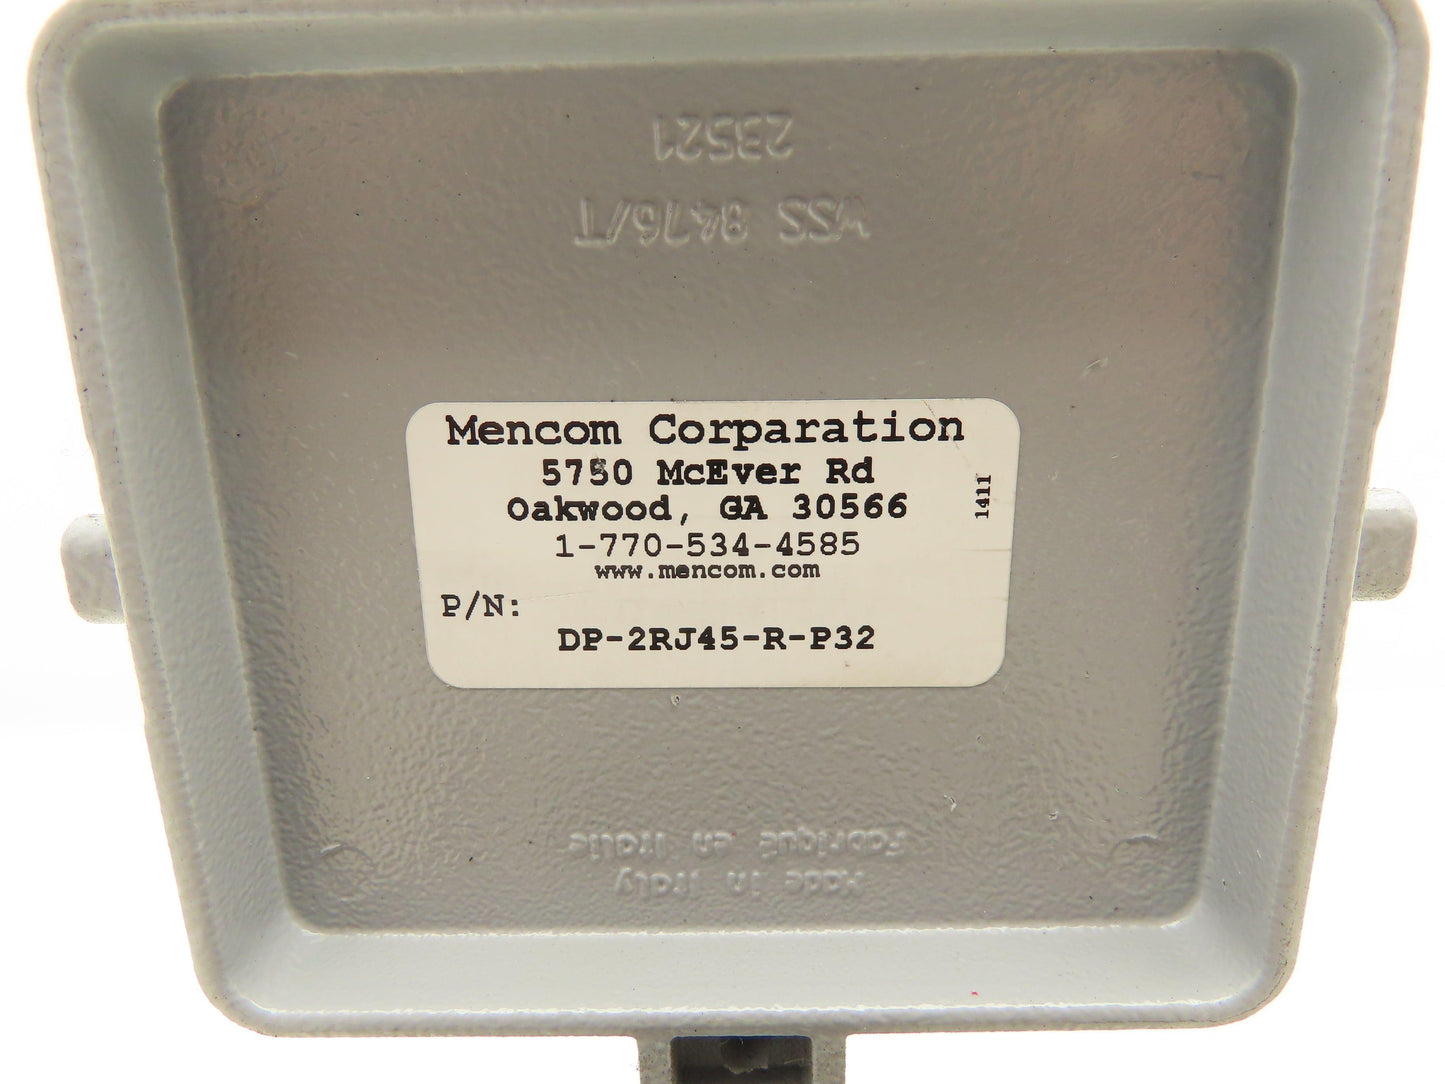 23521
WSS 8476/T
Mencom Corparation
5750 McEver Rd
Oakwood, GA 30566
1-770-534-4585
www.mencom.com
1411
P/N:
DP-2RJ45-R-P32
Made in Italy
Fabriqué en Italie